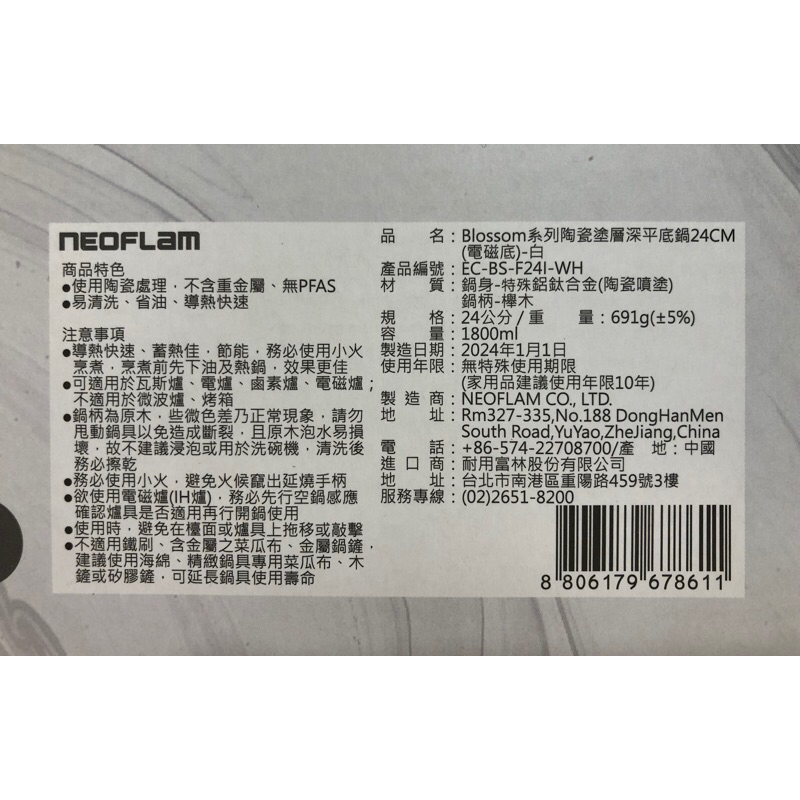 NEOFLAM
商品特色
●使用陶瓷處理，不含重金屬、無PFAS
●易清洗、省油、導熱快速
注意事項
●導熱快速、蓄熱佳，節能，務必使用小火
烹煮，烹煮前先下油及熱鍋，效果更佳
●可適用於瓦斯爐、電爐、鹵素爐、電磁爐；
不適用於微波爐、烤箱
●鍋柄為原木，些微色差乃正常現象，請勿
甩動鍋具以免造成斷裂，且原木泡水易損
壞，故不建議浸泡或用於洗碗機，清洗後
務必擦乾
●務必使用小火，避免火候竄出延燒手柄
●欲使用電磁爐(IH爐)，務必先行空鍋感應
確認爐具是否適用再行開鍋使用
●使用時，避免在檯面或爐具上拖移或敲擊
●不適用鐵刷、含金屬之菜瓜布、金屬鍋鏟，
建議使用海綿、精緻鍋具專用菜瓜布、木
鏟或矽膠鏟，可延長鍋具使用壽命
品名：Blossom系列陶瓷塗層深平底鍋24CM
(電磁底)-白
產品編號：EC-BS-F24I-WH
材質：鍋身-特殊鋁鈦合金(陶瓷噴塗)
鍋柄-櫸木
規格：24公分/重量：691g(±5%)
容量：1800ml
製造日期：2024年1月1日
使用年限：無特殊使用期限
(家用品建議使用年限10年)
製造商：NEOFLAM CO., LTD.
地址：Rm327-335,No.188 DongHanMen
South Road,YuYao,ZheJiang,China
電話：+86-574-22708700/產地：中國
進口商：耐用富林股份有限公司
地址：台北市南港區重陽路459號3樓
服務專線：(02)2651-8200
8 806179 678611